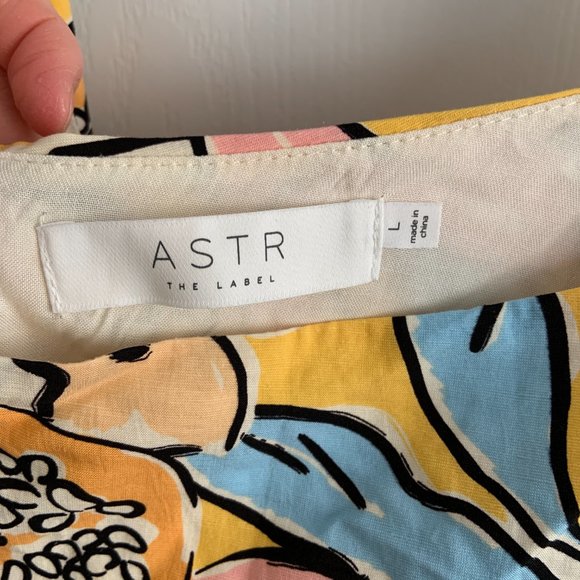 ASTR
THE LABEL
L
made in
china